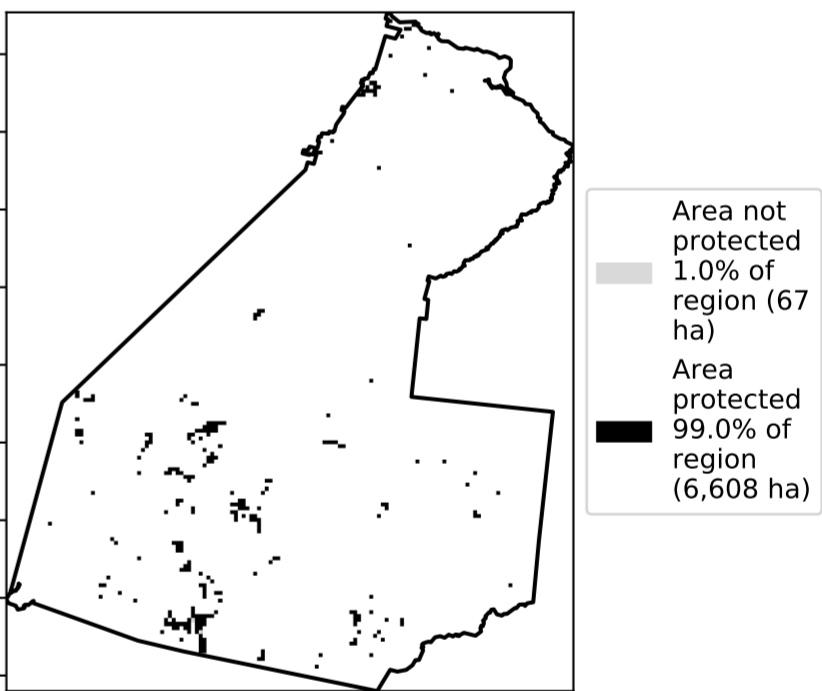 Area not
protected
1.0% of
region (67
ha)
Area
protected
99.0% of
region
(6,608 ha)